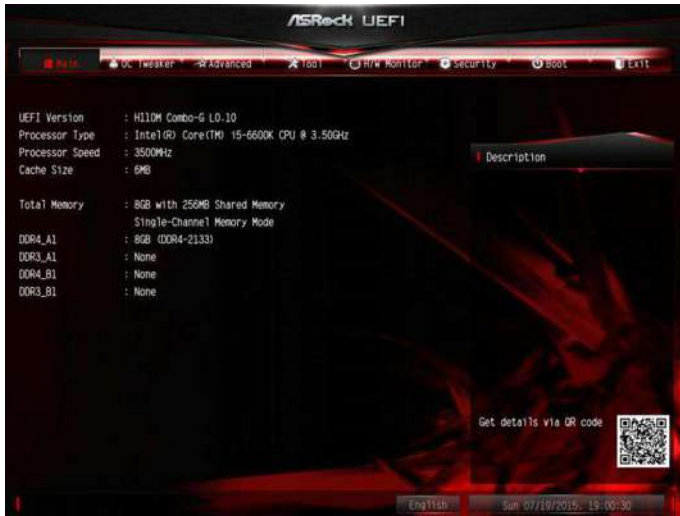 ASRock UEFI
Main OC Tweaker Advanced Tool H/W Monitor Security Boot Exit
UEFI Version : H110M Combo-G L0.10
Processor Type : Intel(R) Core(TM) i5-6600K CPU @ 3.50GHz
Processor Speed : 3500MHz
Cache Size : 6MB
Total Memory : 8GB with 256MB Shared Memory
Single-Channel Memory Mode
DDR4_A1 : 8GB (DDR4-2133)
DDR3_A1 : None
DDR4_B1 : None
DDR3_B1 : None
Description
Get details via QR code
English Sun 07/19/2015. 19:00:30